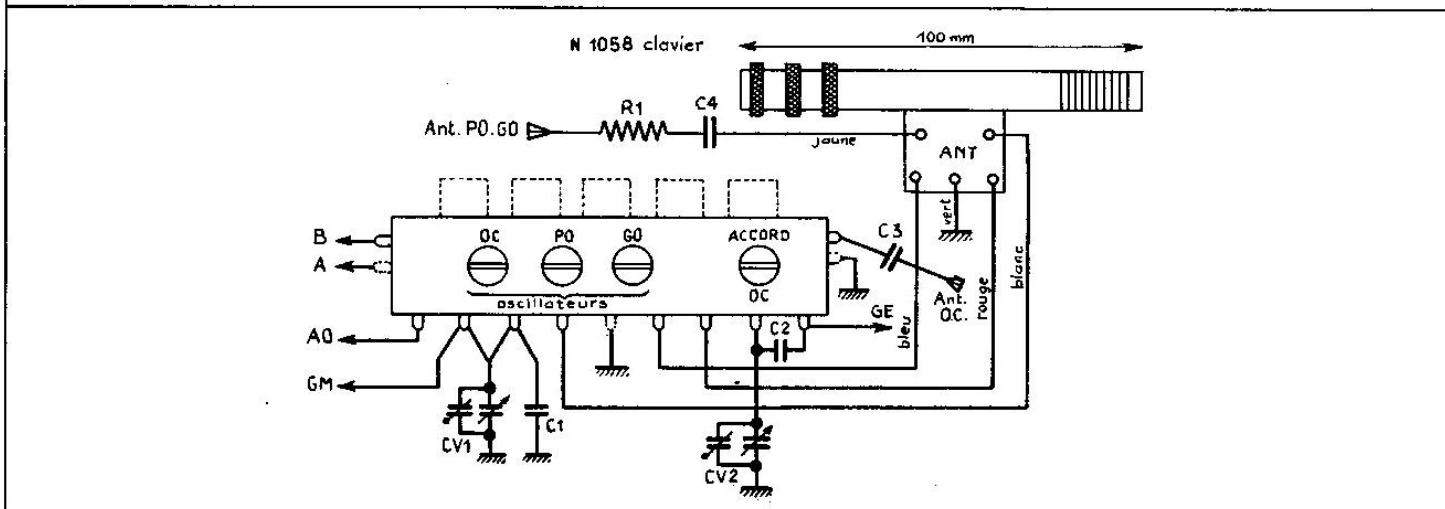 N 1058 clavier
100 mm
R1
C4
Ant. PO.GO
jaune
ANT
vert
B
A
OC
PO
GO
ACCORD
OC
oscillateurs
C3
Ant.
O.C.
rouge
blanc
bleu
GE
C2
AO
GM
CV1
C1
CV2